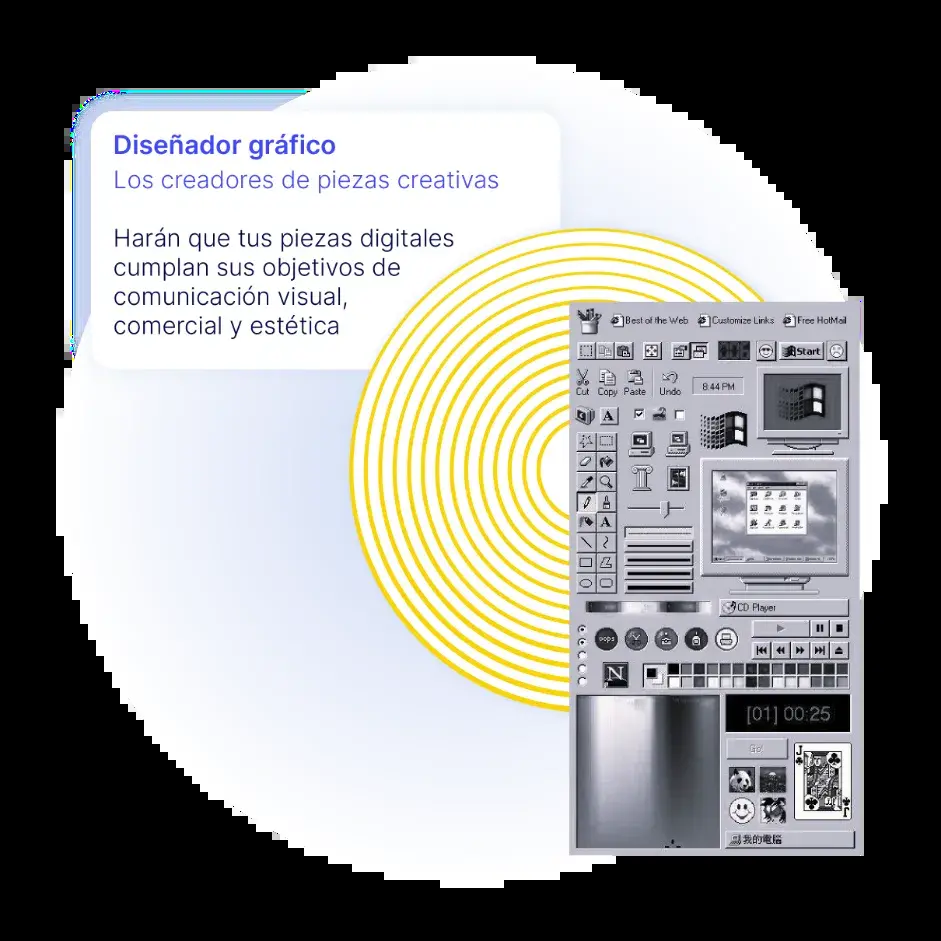 Diseñador gráfico
Los creadores de piezas creativas
Harán que tus piezas digitales
cumplan sus objetivos de
comunicación visual,
comercial y estética
Best of the Web Customize Links Free HotMail
Start
Cut Copy Paste Undo 8:44 PM
A
A
CD Player
oops
N
[01] 00:25
Go!
J
J
我的電腦